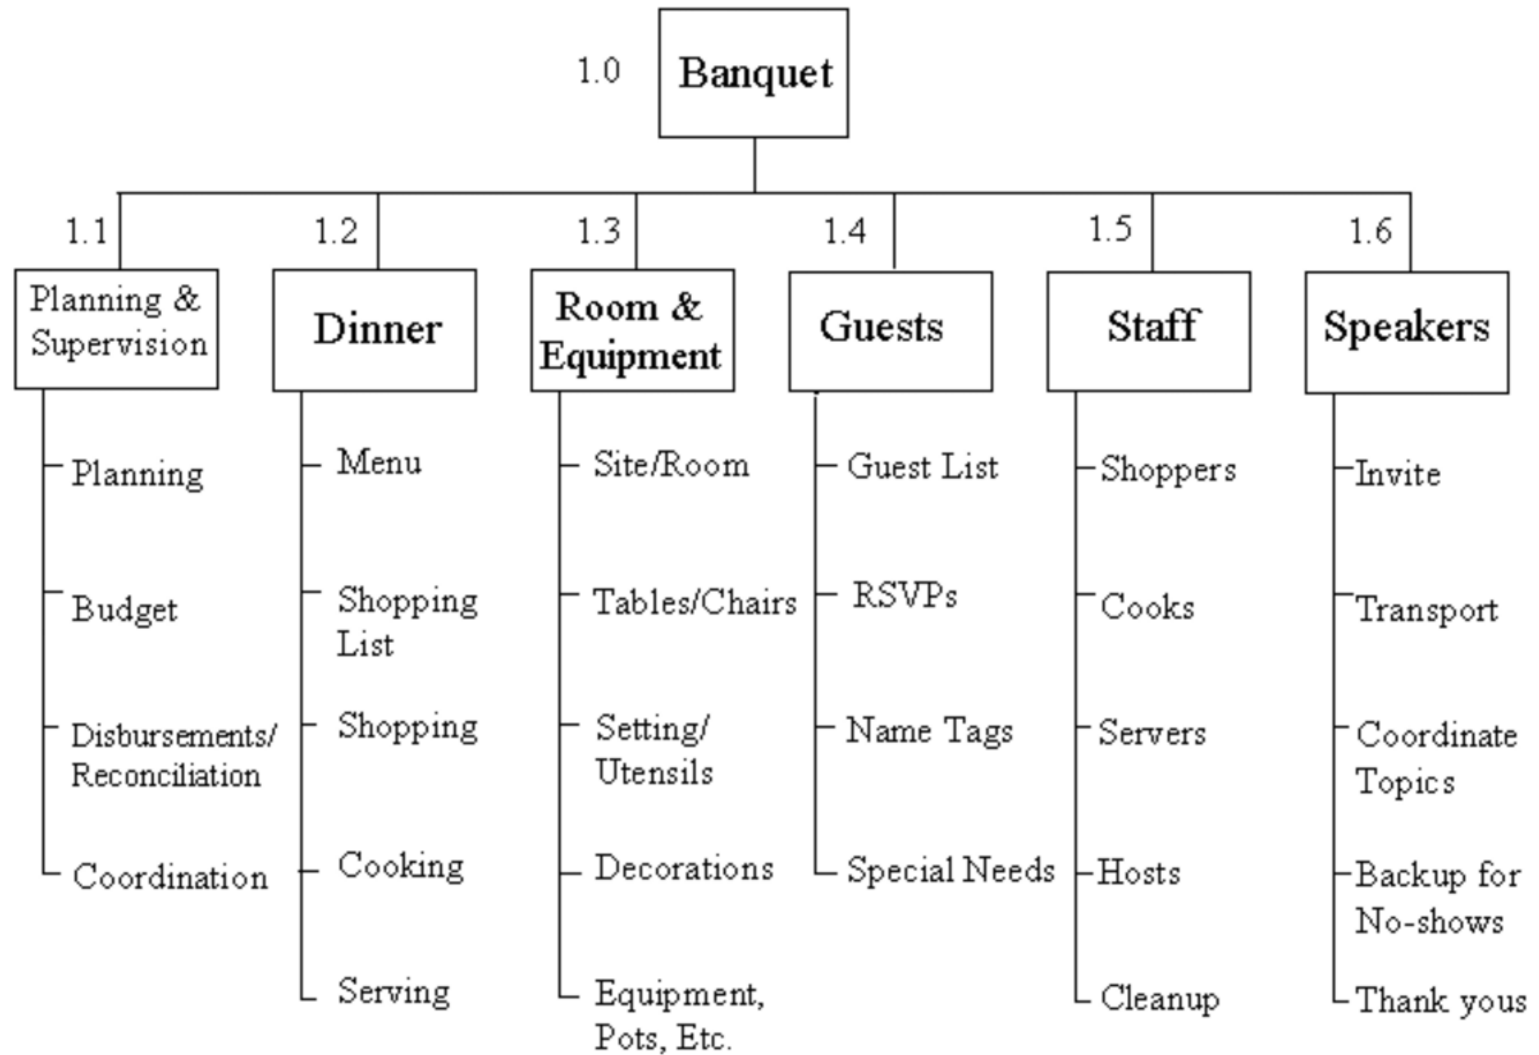 1.0
Banquet
1.1
Planning &
Supervision
Planning
Budget
Disbursements/
Reconciliation
Coordination
1.2
Dinner
Menu
Shopping
List
Shopping
Cooking
Serving
1.3
Room &
Equipment
Site/Room
Tables/Chairs
Setting/
Utensils
Decorations
Equipment,
Pots, Etc.
1.4
Guests
Guest List
RSVPs
Name Tags
Special Needs
1.5
Staff
Shoppers
Cooks
Servers
Hosts
Cleanup
1.6
Speakers
Invite
Transport
Coordinate
Topics
Backup for
No-shows
Thank yous